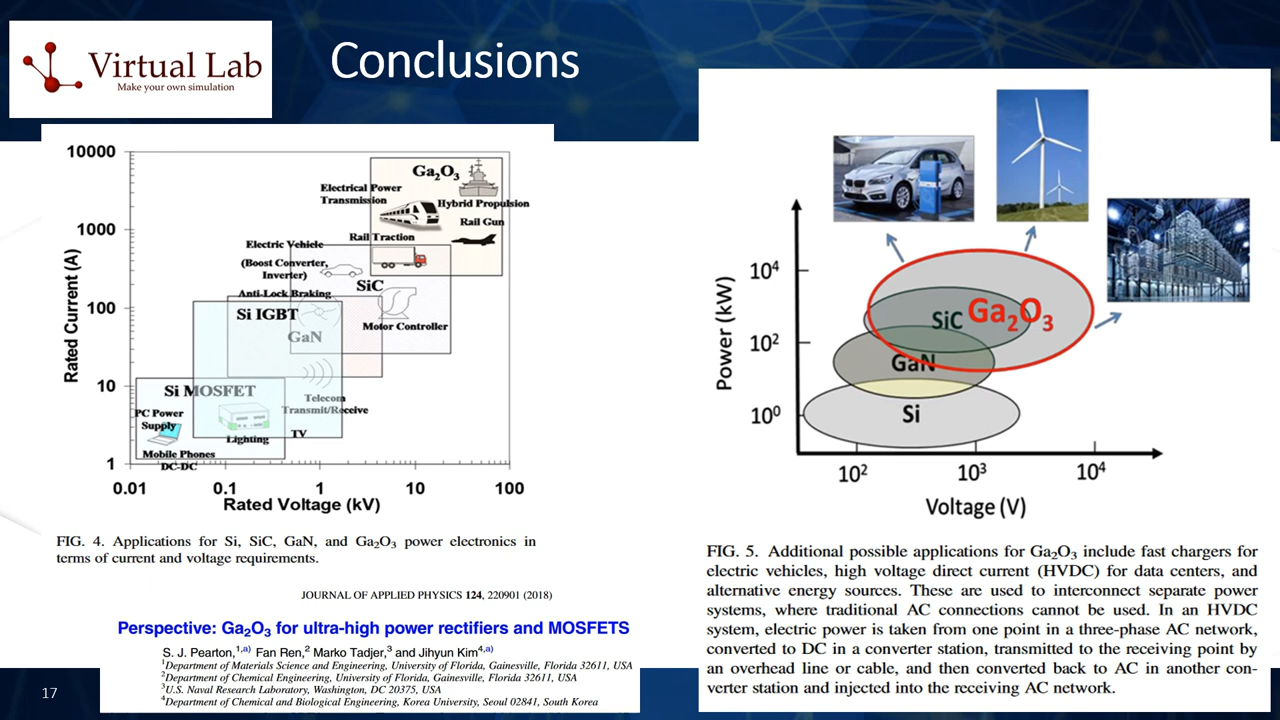 Virtual Lab
Make your own simulation
Conclusions
10000
1000
100
10
1
Rated Current (A)
0.01 0.1 1 10 100
Rated Voltage (kV)
Ga2O3
Electrical Power
Transmission
Hybrid Propulsion
Rail Gun
Rail Traction
Electric Vehicle
(Boost Converter,
Inverter)
SiC
Anti-Lock Braking
Si IGBT
Motor Controller
GaN
Si MOSFET
Telecom
Transmit/Receive
PC Power
Supply
TV
Lighting
Mobile Phones
DC-DC
FIG. 4. Applications for Si, SiC, GaN, and Ga2O3 power electronics in
terms of current and voltage requirements.
JOURNAL OF APPLIED PHYSICS 124, 220901 (2018)
Perspective: Ga2O3 for ultra-high power rectifiers and MOSFETS
S. J. Pearton,1,a) Fan Ren,2 Marko Tadjer,3 and Jihyun Kim4,a)
1Department of Materials Science and Engineering, University of Florida, Gainesville, Florida 32611, USA
2Department of Chemical Engineering, University of Florida, Gainesville, Florida 32611, USA
3U.S. Naval Research Laboratory, Washington, DC 20375, USA
4Department of Chemical and Biological Engineering, Korea University, Seoul 02841, South Korea
17
Power (kW)
10^4
10^2
10^0
SiC
Ga2O3
GaN
Si
10^2 10^3 10^4
Voltage (V)
FIG. 5. Additional possible applications for Ga2O3 include fast chargers for
electric vehicles, high voltage direct current (HVDC) for data centers, and
alternative energy sources. These are used to interconnect separate power
systems, where traditional AC connections cannot be used. In an HVDC
system, electric power is taken from one point in a three-phase AC network,
converted to DC in a converter station, transmitted to the receiving point by
an overhead line or cable, and then converted back to AC in another con-
verter station and injected into the receiving AC network.